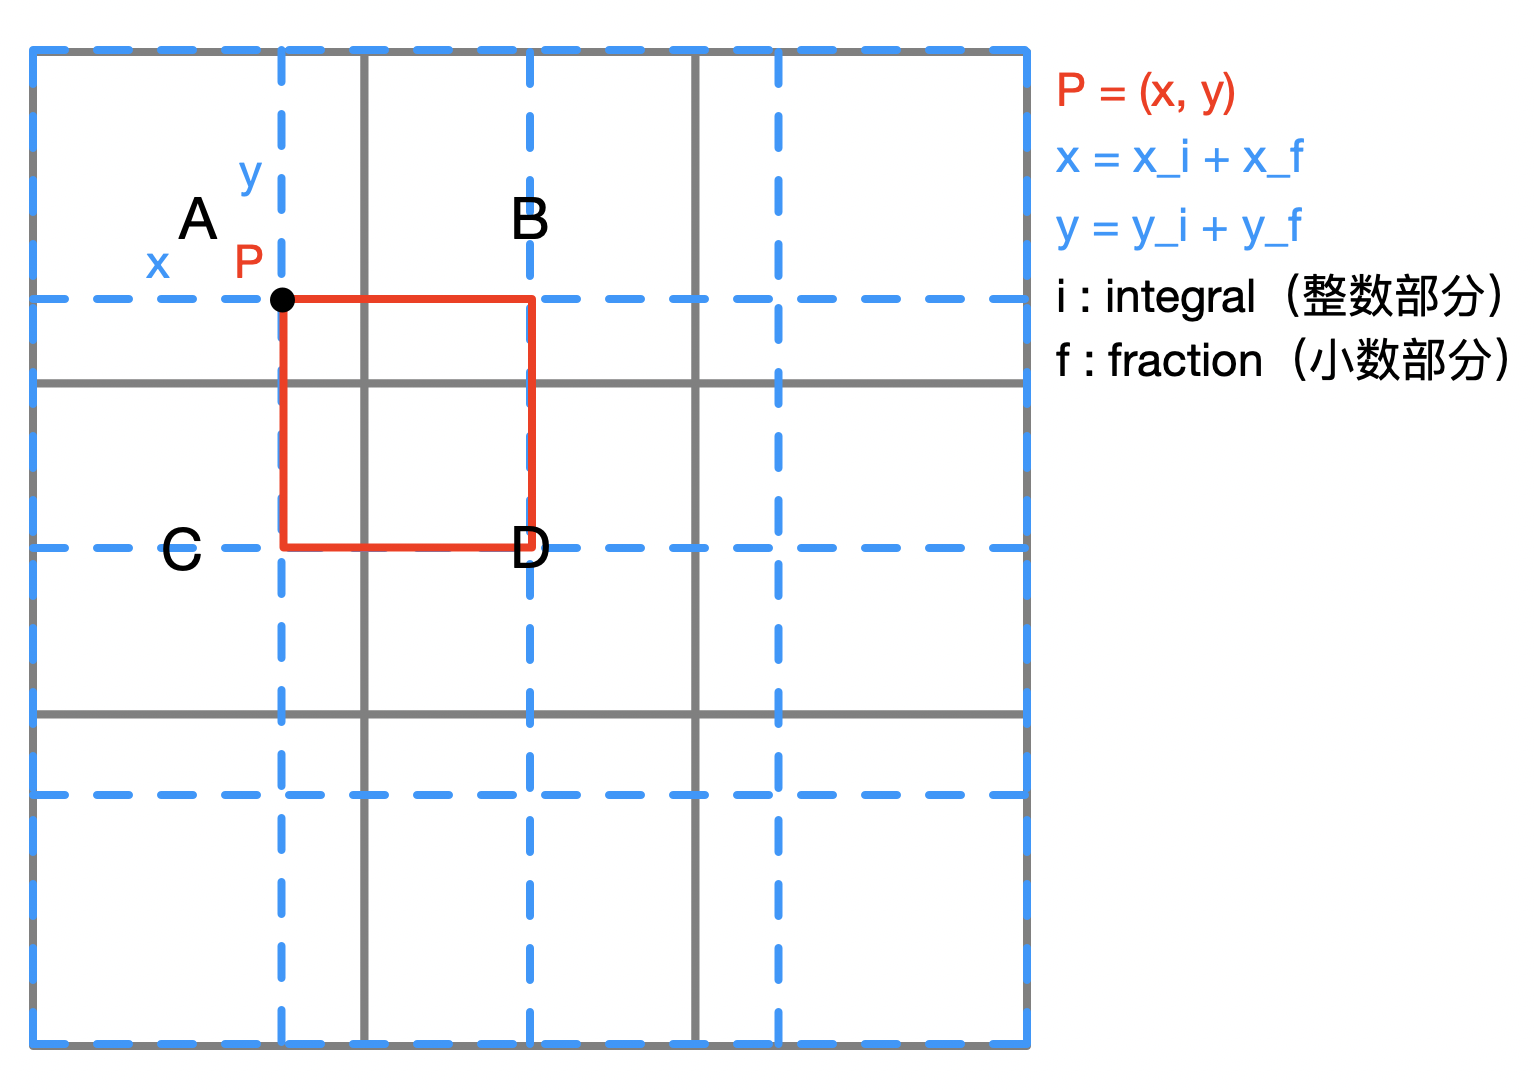 P = (x, y)
x = x_i + x_f
y
y = y_i + y_f
A
B
x
P
i : integral（整数部分）
f : fraction（小数部分）
C
D